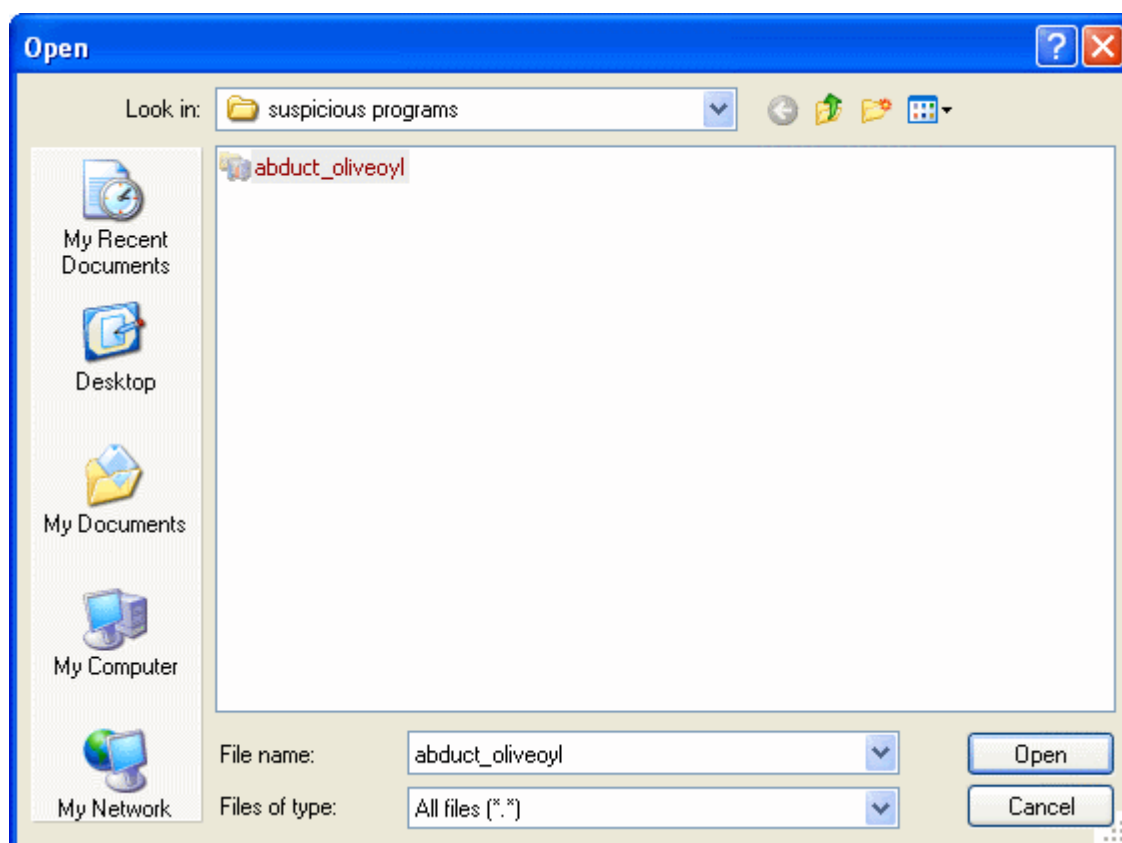 Open
Look in: suspicious programs
abduct_oliveoyl
My Recent
Documents
Desktop
My Documents
My Computer
My Network
File name: abduct_oliveoyl Open
Files of type: All files (*.*) Cancel